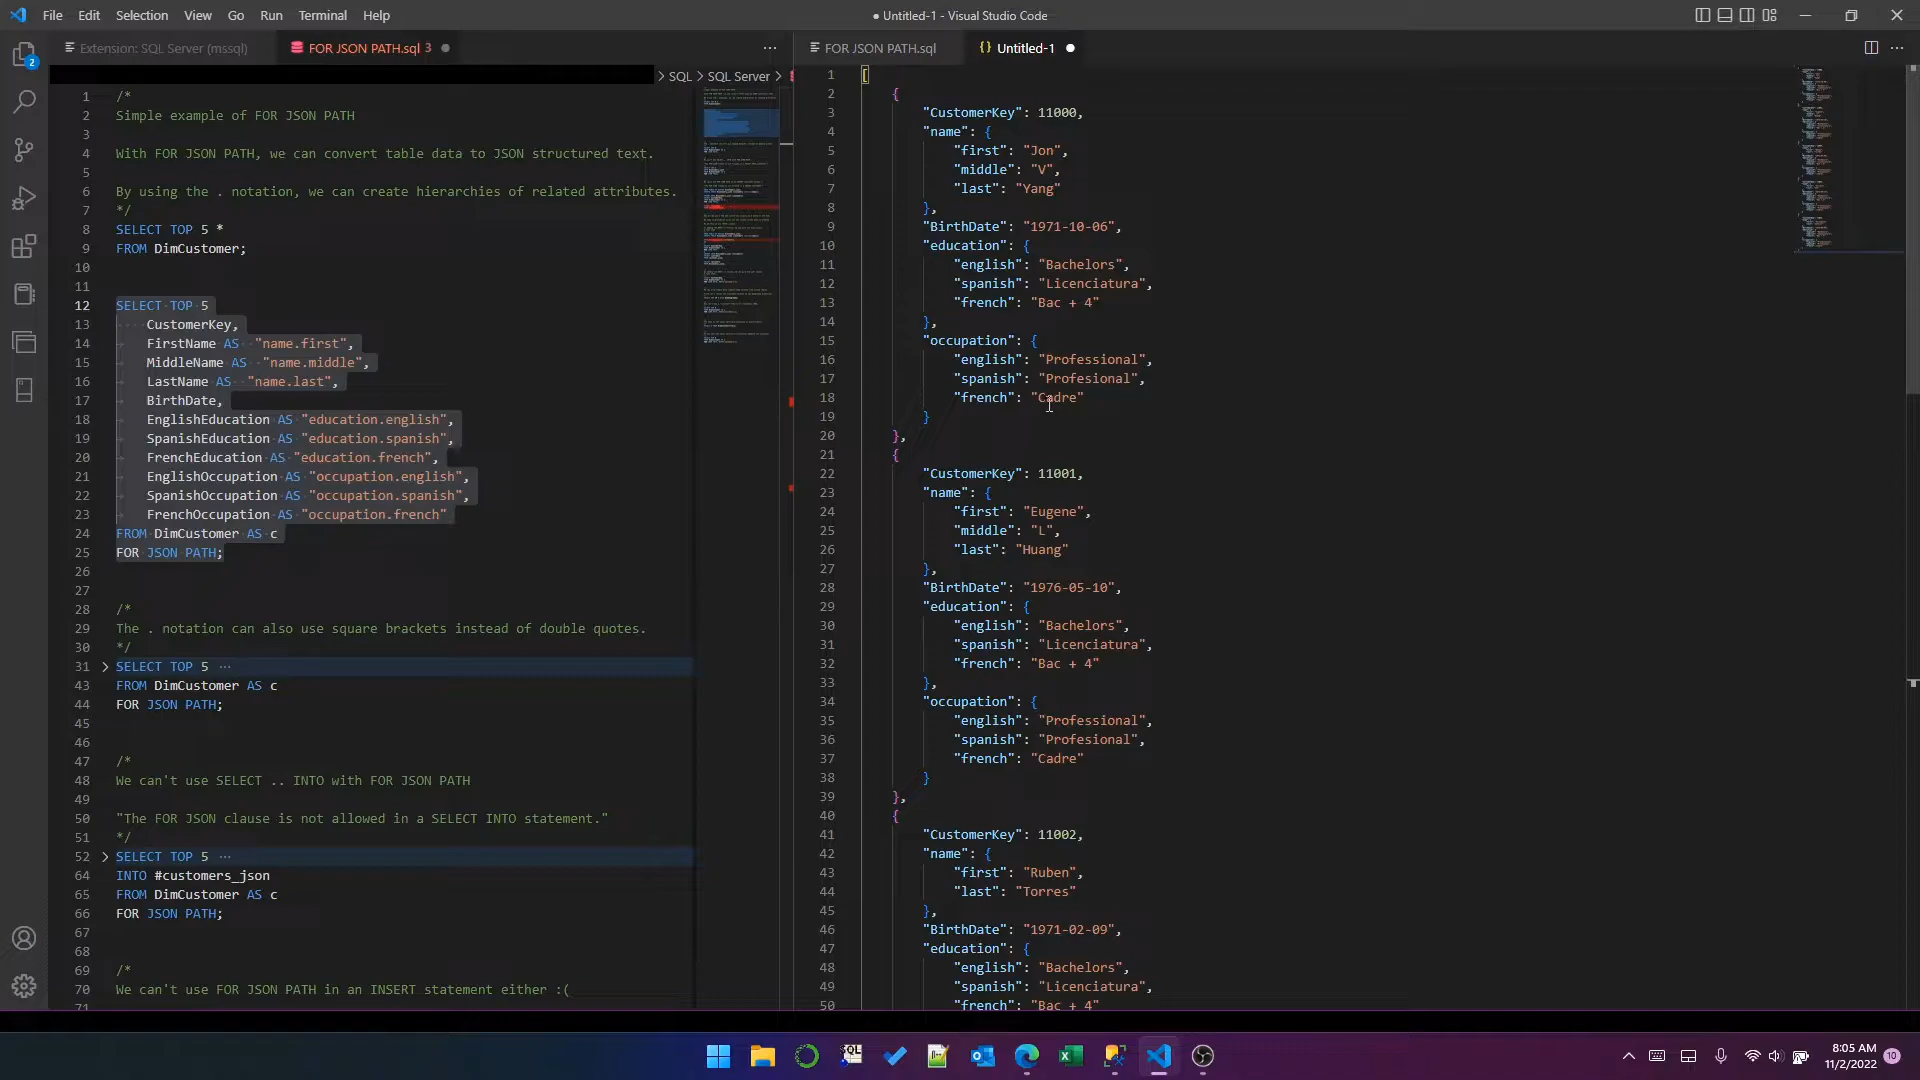 File Edit Selection View Go Run Terminal Help
● Untitled-1 - Visual Studio Code
Extension: SQL Server (mssql)
FOR JSON PATH.sql 3
> SQL > SQL Server >
1 /*
2 Simple example of FOR JSON PATH
3
4 With FOR JSON PATH, we can convert table data to JSON structured text.
5
6 By using the . notation, we can create hierarchies of related attributes.
7 */
8 SELECT TOP 5 *
9 FROM DimCustomer;
10
11
12 SELECT TOP 5
13 CustomerKey,
14 FirstName AS "name.first",
15 MiddleName AS "name.middle",
16 LastName AS "name.last",
17 BirthDate,
18 EnglishEducation AS "education.english",
19 SpanishEducation AS "education.spanish",
20 FrenchEducation AS "education.french",
21 EnglishOccupation AS "occupation.english",
22 SpanishOccupation AS "occupation.spanish",
23 FrenchOccupation AS "occupation.french"
24 FROM DimCustomer AS c
25 FOR JSON PATH;
26
27
28 /*
29 The . notation can also use square brackets instead of double quotes.
30 */
31 > SELECT TOP 5 ...
43 FROM DimCustomer AS c
44 FOR JSON PATH;
45
46
47 /*
48 We can't use SELECT .. INTO with FOR JSON PATH
49
50 "The FOR JSON clause is not allowed in a SELECT INTO statement."
51 */
52 > SELECT TOP 5 ...
64 INTO #customers_json
65 FROM DimCustomer AS c
66 FOR JSON PATH;
67
68
69 /*
70 We can't use FOR JSON PATH in an INSERT statement either :(
71
FOR JSON PATH.sql
{} Untitled-1 ●
1 [
2 {
3 "CustomerKey": 11000,
4 "name": {
5 "first": "Jon",
6 "middle": "V",
7 "last": "Yang"
8 },
9 "BirthDate": "1971-10-06",
10 "education": {
11 "english": "Bachelors",
12 "spanish": "Licenciatura",
13 "french": "Bac + 4"
14 },
15 "occupation": {
16 "english": "Professional",
17 "spanish": "Profesional",
18 "french": "Cadre"
19 }
20 },
21 {
22 "CustomerKey": 11001,
23 "name": {
24 "first": "Eugene",
25 "middle": "L",
26 "last": "Huang"
27 },
28 "BirthDate": "1976-05-10",
29 "education": {
30 "english": "Bachelors",
31 "spanish": "Licenciatura",
32 "french": "Bac + 4"
33 },
34 "occupation": {
35 "english": "Professional",
36 "spanish": "Profesional",
37 "french": "Cadre"
38 }
39 },
40 {
41 "CustomerKey": 11002,
42 "name": {
43 "first": "Ruben",
44 "last": "Torres"
45 },
46 "BirthDate": "1971-02-09",
47 "education": {
48 "english": "Bachelors",
49 "spanish": "Licenciatura",
50 "french": "Bac + 4"
2
8:05 AM
11/2/2022
10